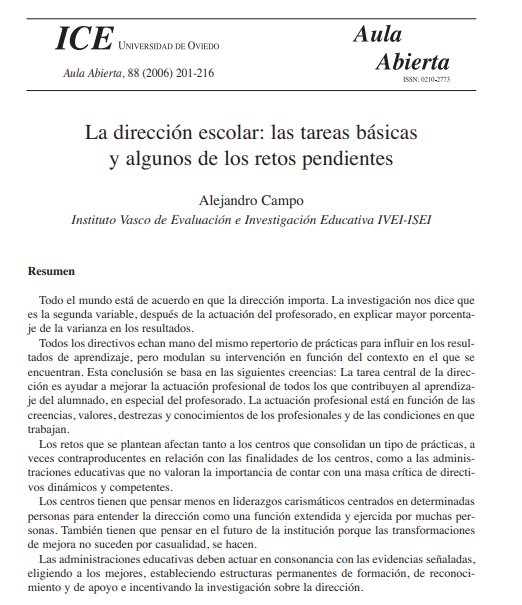 ICE UNIVERSIDAD DE OVIEDO
Aula Abierta, 88 (2006) 201-216
Aula
Abierta
ISSN: 0210-2773
La dirección escolar: las tareas básicas
y algunos de los retos pendientes
Alejandro Campo
Instituto Vasco de Evaluación e Investigación Educativa IVEI-ISEI
Resumen
Todo el mundo está de acuerdo en que la dirección importa. La investigación nos dice que
es la segunda variable, después de la actuación del profesorado, en explicar mayor porcenta-
je de la varianza en los resultados.
Todos los directivos echan mano del mismo repertorio de prácticas para influir en los resul-
tados de aprendizaje, pero modulan su intervención en función del contexto en el que se
encuentran. Esta conclusión se basa en las siguientes creencias: La tarea central de la direc-
ción es ayudar a mejorar la actuación profesional de todos los que contribuyen al aprendiza-
je del alumnado, en especial del profesorado. La actuación profesional está en función de las
creencias, valores, destrezas y conocimientos de los profesionales y de las condiciones en que
trabajan.
Los retos que se plantean afectan tanto a los centros que consolidan un tipo de prácticas, a
veces contraproducentes en relación con las finalidades de los centros, como a las adminis-
traciones educativas que no valoran la importancia de contar con una masa crítica de directi-
vos dinámicos y competentes.
Los centros tienen que pensar menos en liderazgos carismáticos centrados en determinadas
personas para entender la dirección como una función extendida y ejercida por muchas per-
sonas. También tienen que pensar en el futuro de la institución porque las transformaciones
de mejora no suceden por casualidad, se hacen.
Las administraciones educativas deben actuar en consonancia con las evidencias señaladas,
eligiendo a los mejores, estableciendo estructuras permanentes de formación, de reconoci-
miento y de apoyo e incentivando la investigación sobre la dirección.